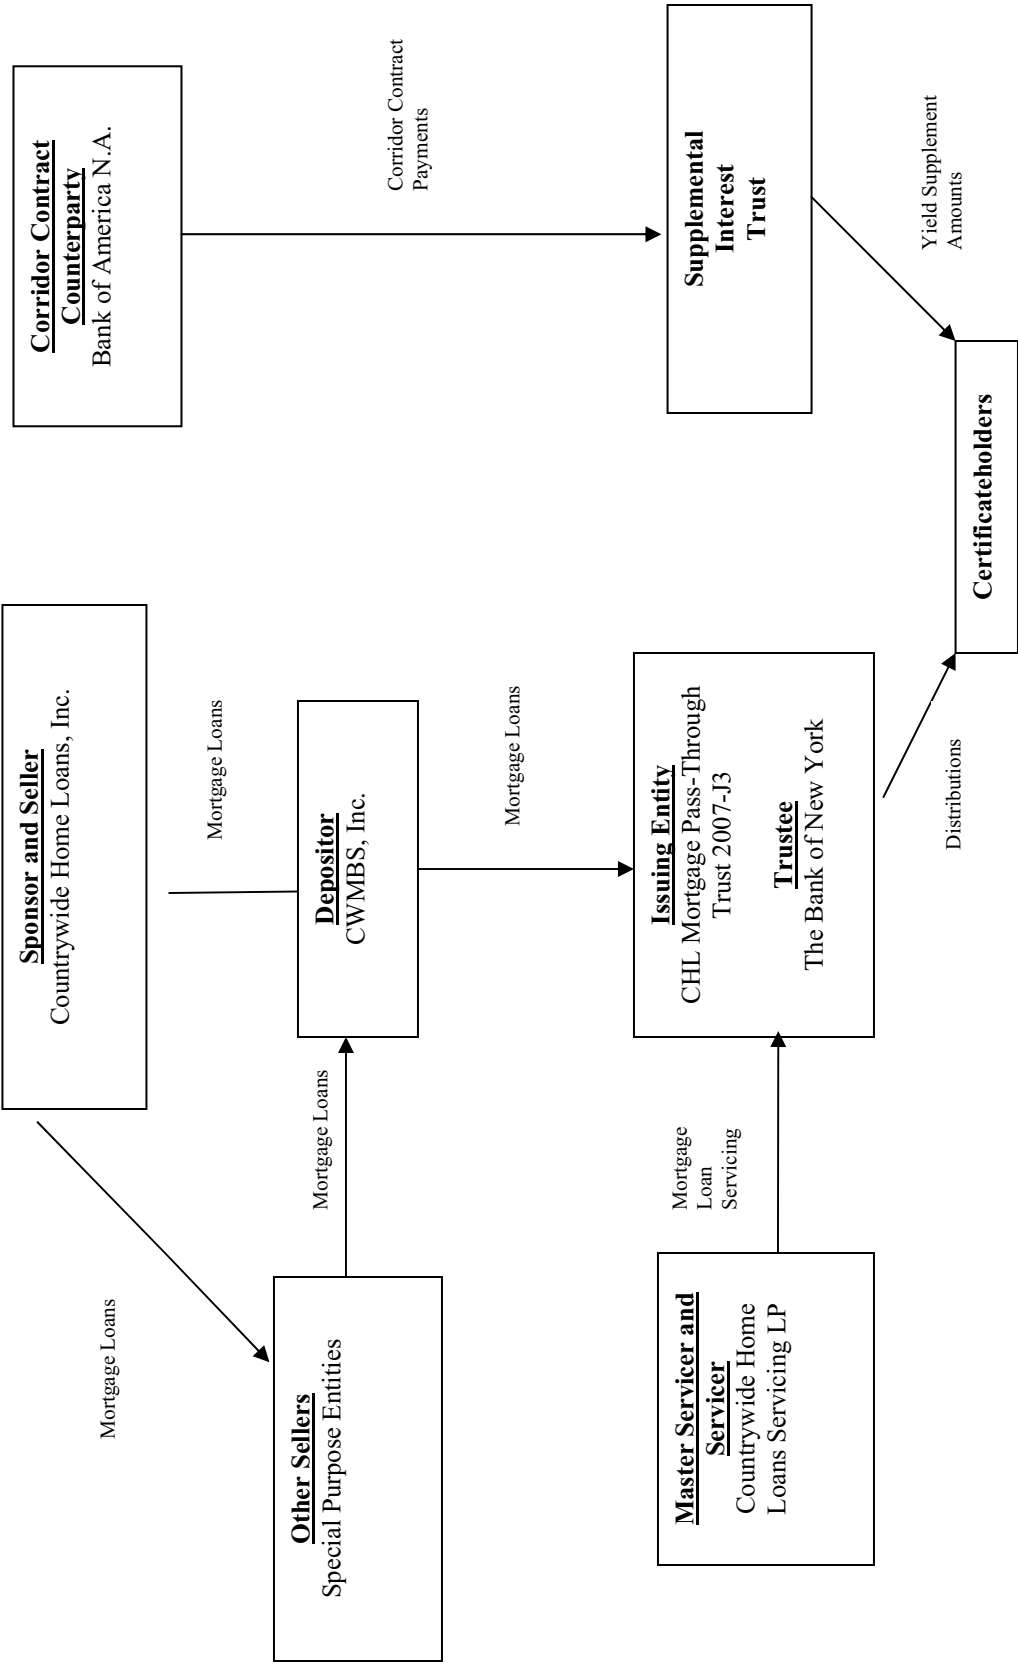 Sponsor and Seller
Countrywide Home Loans, Inc.
Corridor Contract
Counterparty
Bank of America N.A.
Mortgage Loans
Mortgage Loans
Corridor Contract
Payments
Other Sellers
Special Purpose Entities
Mortgage Loans
Depositor
CWMBS, Inc.
Mortgage Loans
Master Servicer and
Servicer
Countrywide Home
Loans Servicing LP
Mortgage
Loan
Servicing
Issuing Entity
CHL Mortgage Pass-Through
Trust 2007-J3
Trustee
The Bank of New York
Supplemental
Interest
Trust
Distributions
Yield Supplement
Amounts
Certificateholders